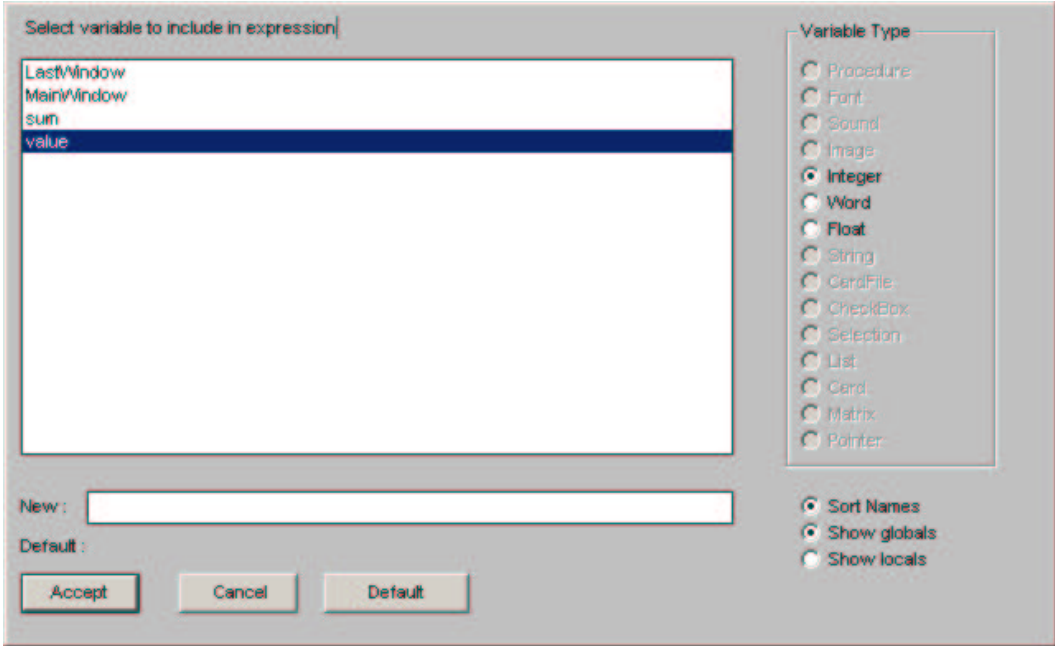 Select variable to include in expression
LastWindow
MainWindow
sum
value
Variable Type
Procedure
Font
Sound
Image
Integer
Word
Float
String
CardFile
CheckBox
Selection
List
Card
Matrix
Pointer
New :
Default :
Accept
Cancel
Default
Sort Names
Show globals
Show locals